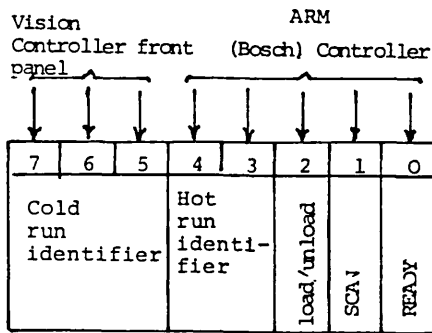 Vision
Controller front
panel
ARM
(Bosch) Controller
7 6 5 4 3 2 1 0
Cold
run
identifier
Hot
run
identi-
fier
load/unload
SCAN
READY